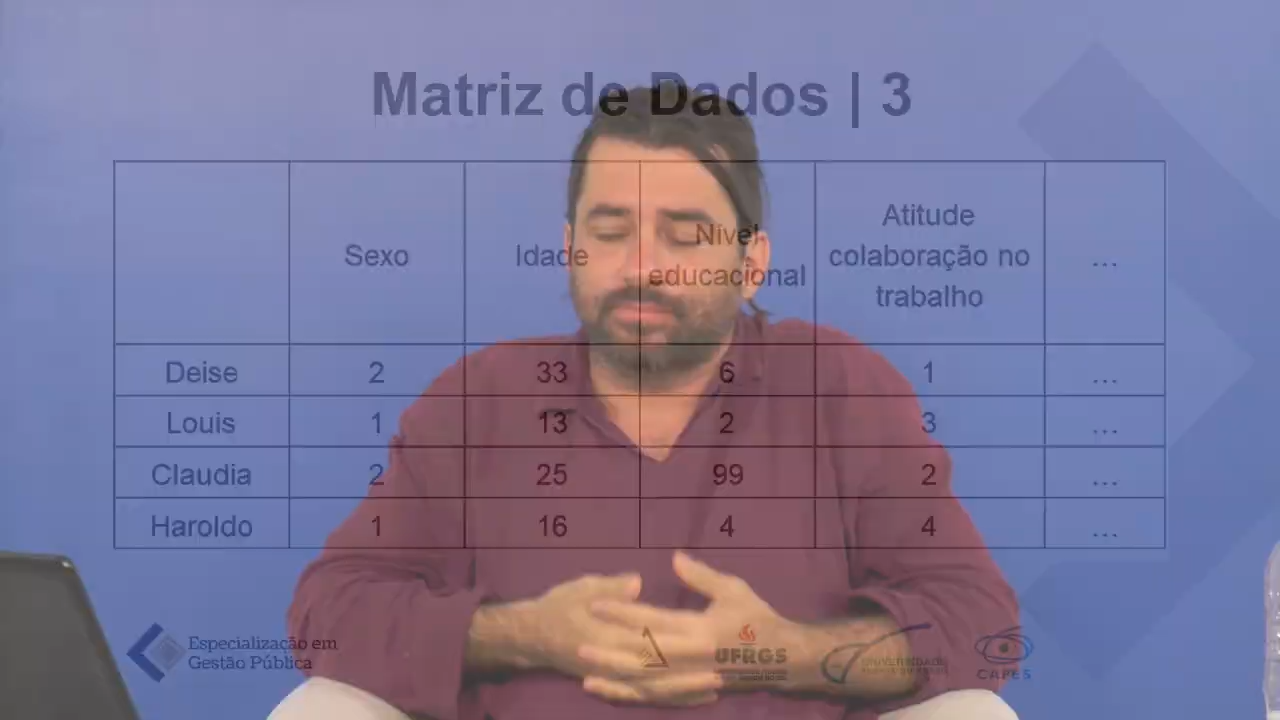 Matriz de Dados | 3
Sexo
Idade
Nível
educacional
Atitude
colaboração no
trabalho
...
Deise 2 33 6 1 ...
Louis 1 13 2 3 ...
Claudia 2 25 99 2 ...
Haroldo 1 16 4 4 ...
Especialização em
Gestão Pública
UFRGS
UNIVERSIDADE
CAPES